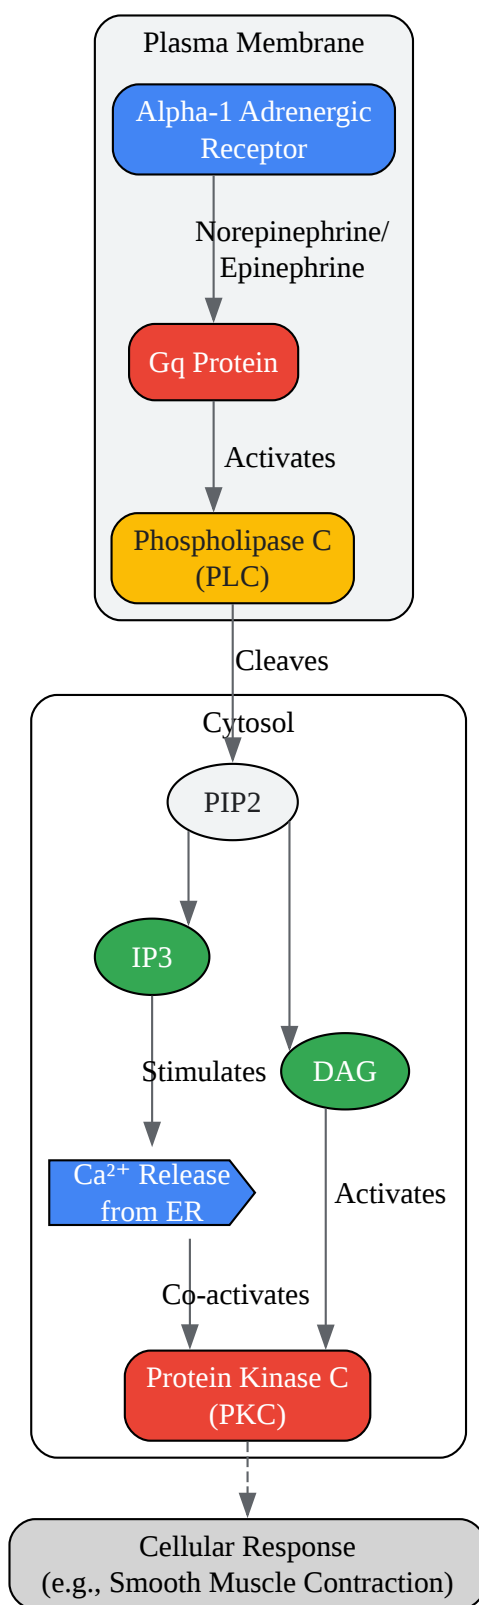 Plasma Membrane
Alpha-1 Adrenergic
Receptor
Norepinephrine/
Epinephrine
Gq Protein
Activates
Phospholipase C
(PLC)
Cleaves
Cytosol
PIP2
IP3
Stimulates
DAG
Ca²⁺ Release
from ER
Activates
Co-activates
Protein Kinase C
(PKC)
Cellular Response
(e.g., Smooth Muscle Contraction)